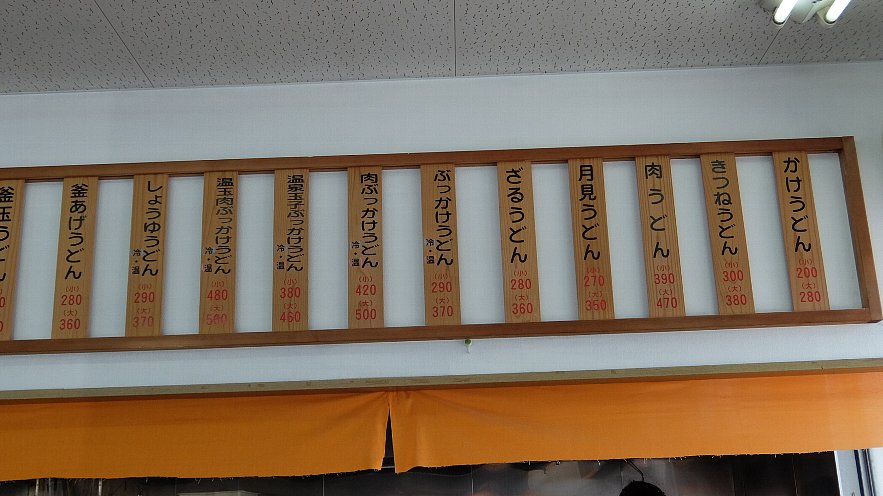 かけうどん
(小)
200
(大)
280
きつねうどん
(小)
300
(大)
380
肉うどん
(小)
390
(大)
470
月見うどん
(小)
270
(大)
350
ざるうどん
(小)
280
(大)
360
ぶっかけうどん
冷・温
(小)
290
(大)
370
肉ぶっかけうどん
冷・温
(小)
420
(大)
500
温泉玉子ぶっかけうどん
冷・温
(小)
380
(大)
460
温玉肉ぶっかけうどん
冷・温
(小)
480
(大)
しょうゆうどん
冷・温
(小)
290
(大)
370
釜あげうどん
(小)
280
(大)
360
釜玉うどん